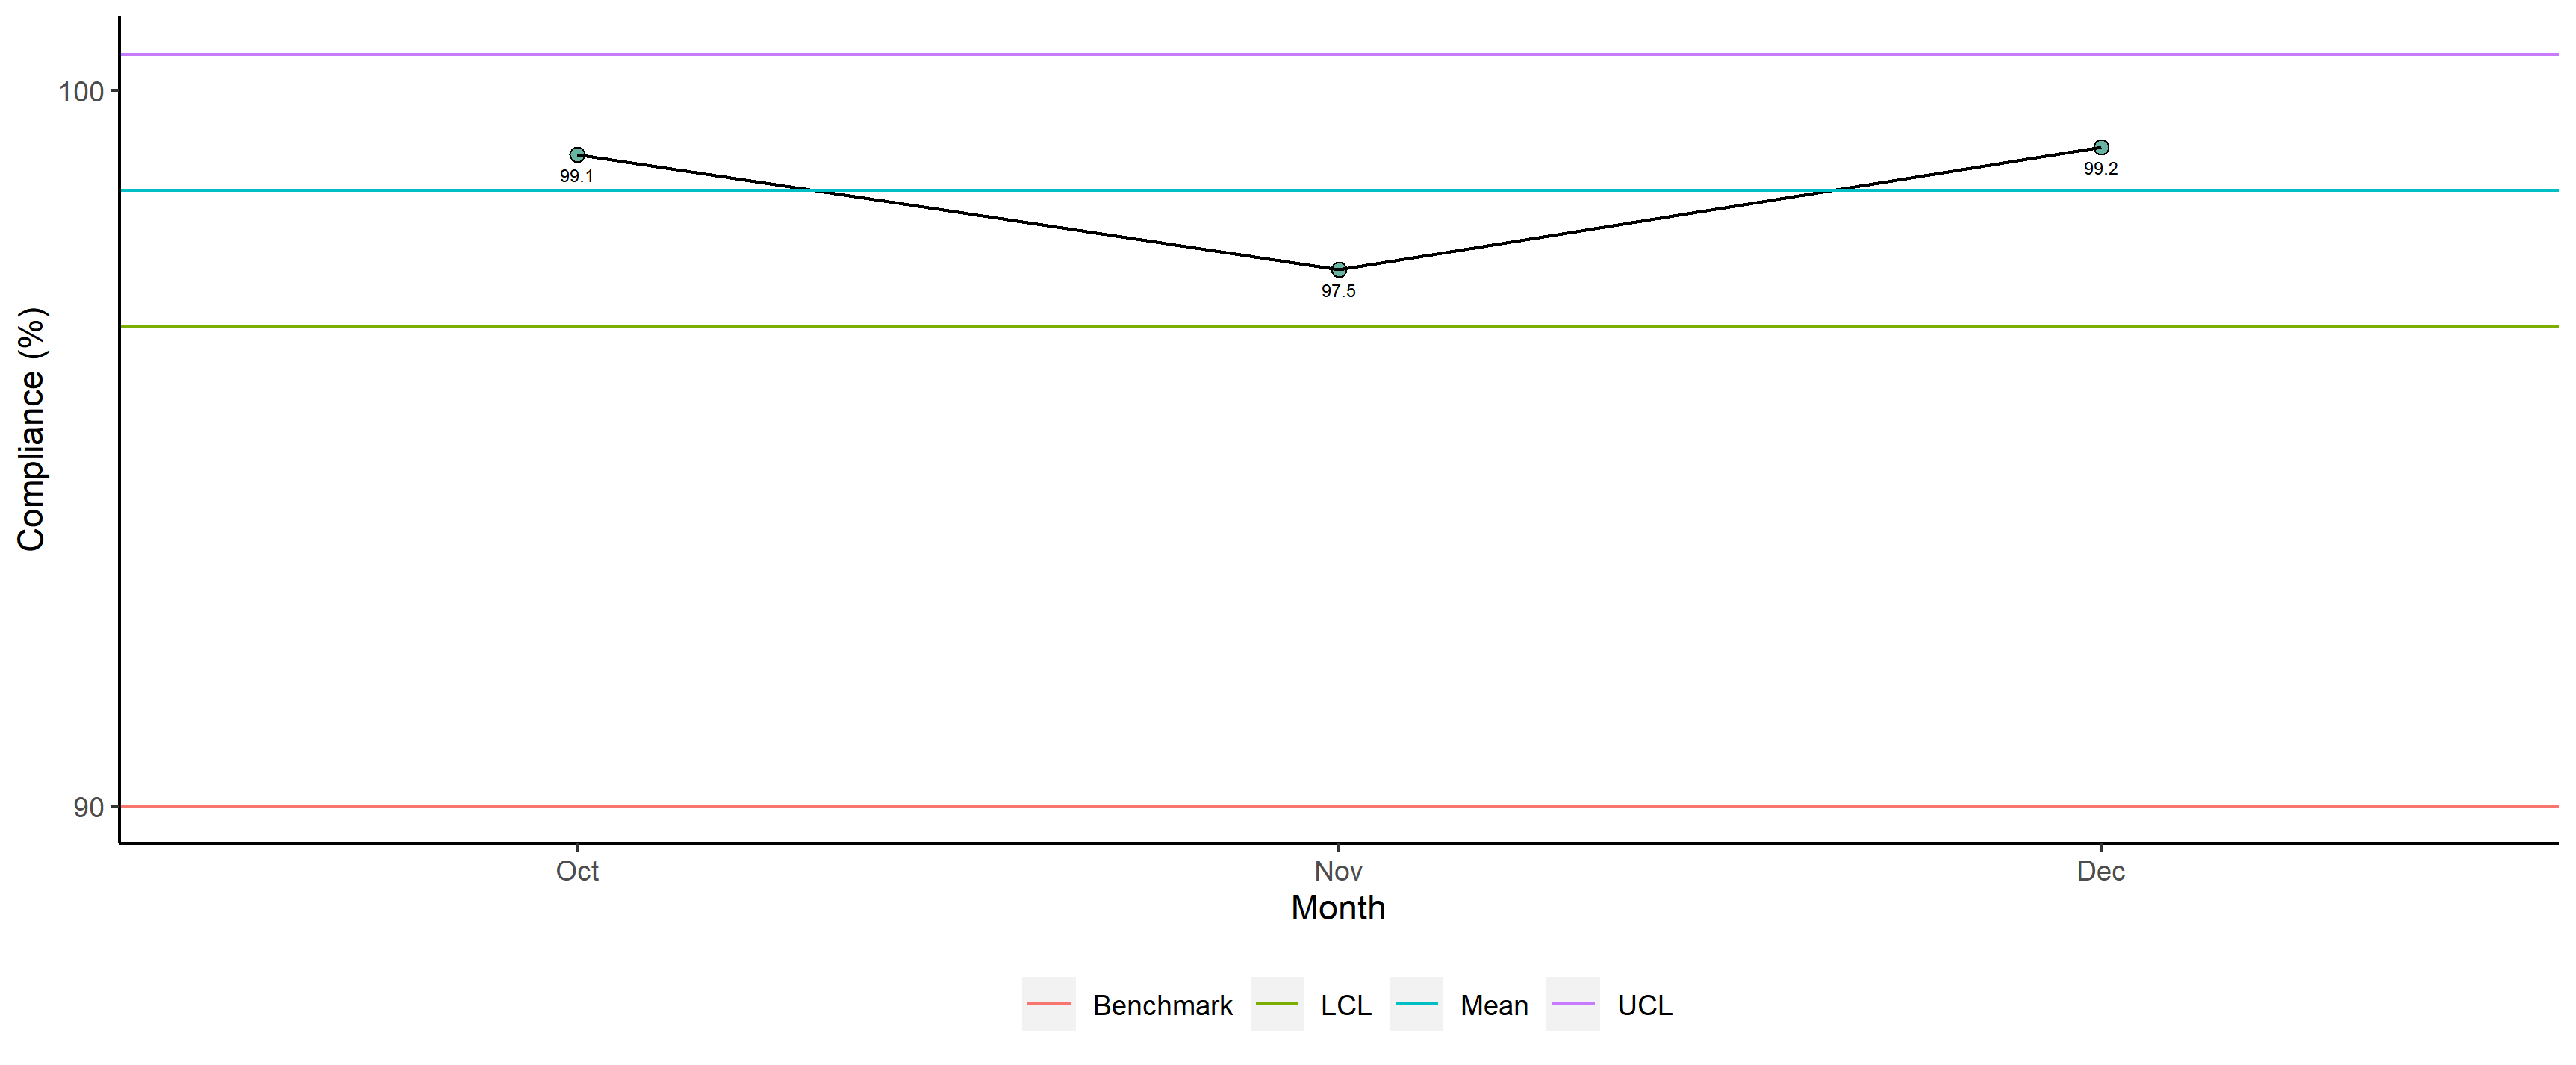 100
99.1
99.2
97.5
Compliance (%)
90
Oct Nov Dec
Month
Benchmark LCL Mean UCL